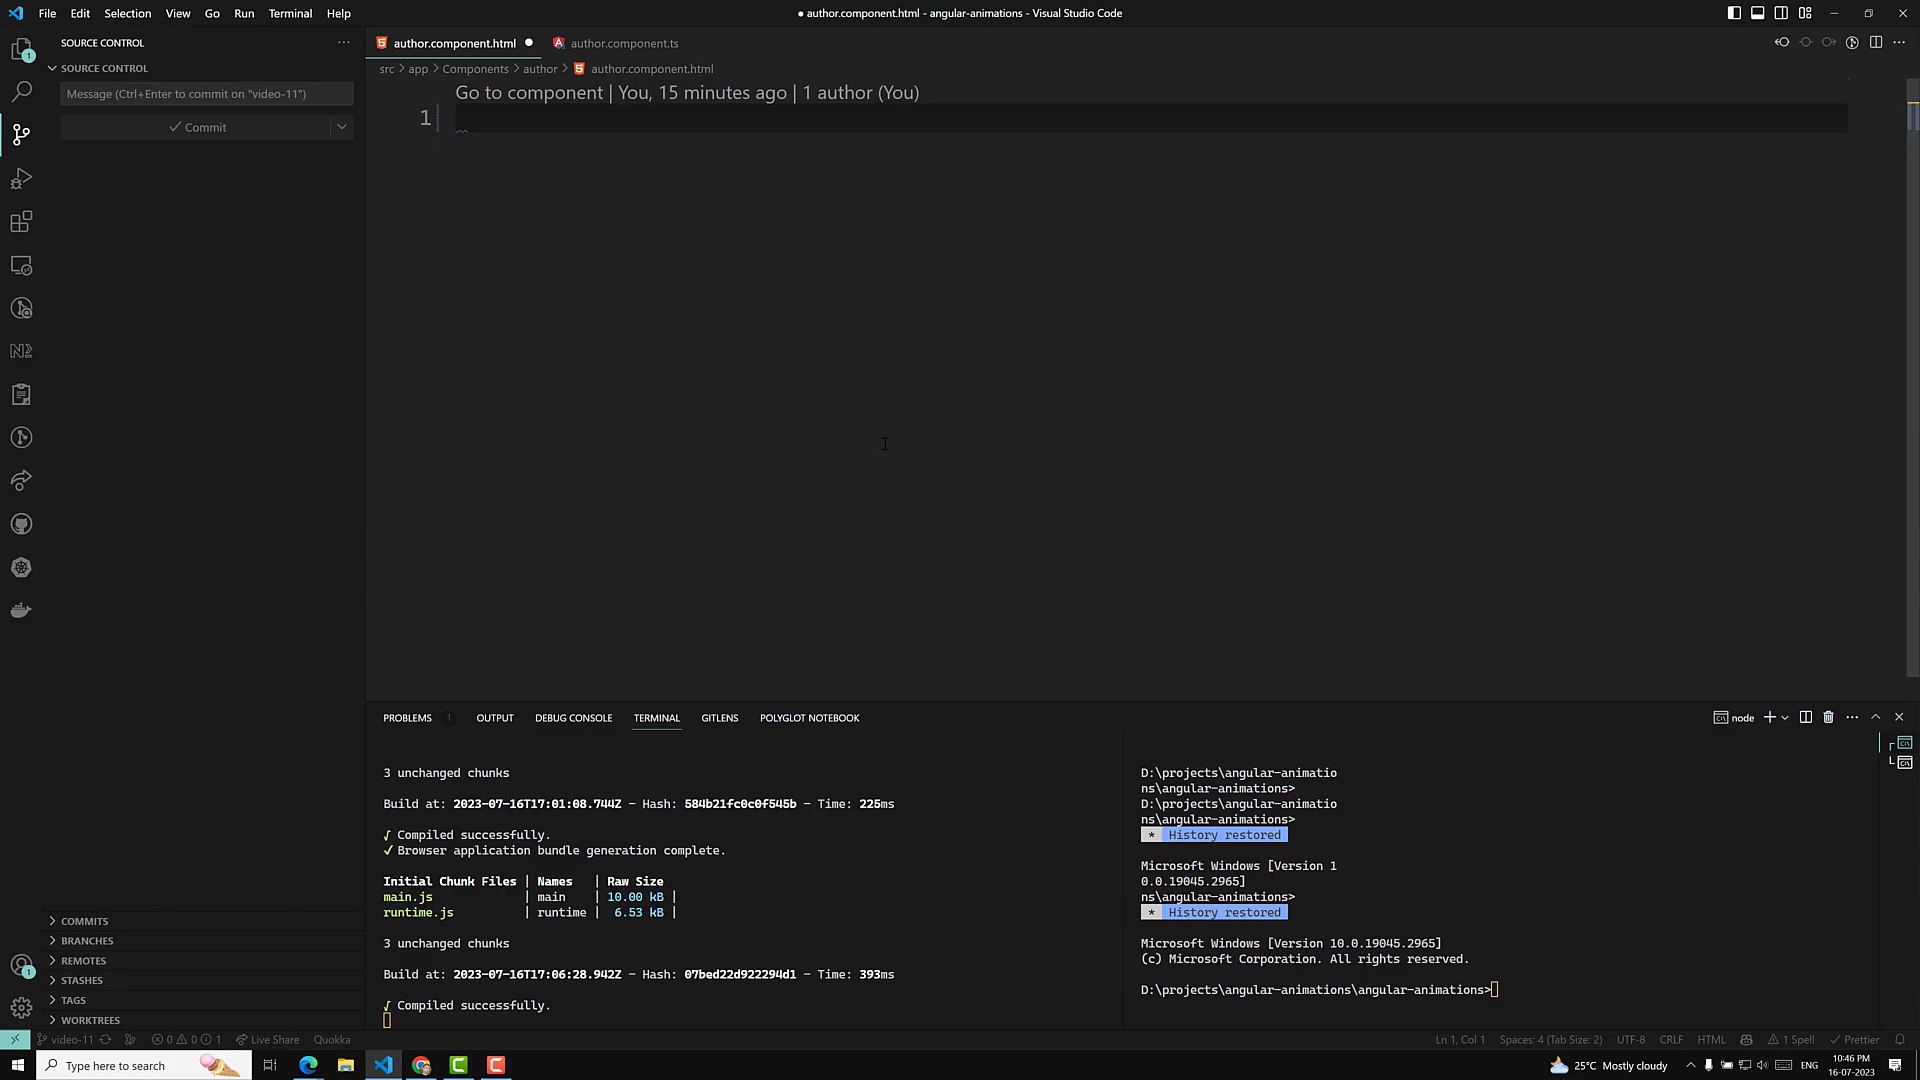 File Edit Selection View Go Run Terminal Help
● author.component.html - angular-animations - Visual Studio Code
SOURCE CONTROL
SOURCE CONTROL
Message (Ctrl+Enter to commit on "video-11")
Commit
author.component.html
author.component.ts
src > app > Components > author > author.component.html
Go to component | You, 15 minutes ago | 1 author (You)
1
COMMITS
BRANCHES
REMOTES
STASHES
TAGS
WORKTREES
PROBLEMS 1 OUTPUT DEBUG CONSOLE TERMINAL GITLENS POLYGLOT NOTEBOOK
node
3 unchanged chunks
Build at: 2023-07-16T17:01:08.744Z - Hash: 584b21fc0c0f545b - Time: 225ms
√ Compiled successfully.
✓ Browser application bundle generation complete.
Initial Chunk Files | Names | Raw Size
main.js | main | 10.00 kB |
runtime.js | runtime | 6.53 kB |
3 unchanged chunks
Build at: 2023-07-16T17:06:28.942Z - Hash: 07bed22d922294d1 - Time: 393ms
√ Compiled successfully.
D:\projects\angular-animatio
ns\angular-animations>
D:\projects\angular-animatio
ns\angular-animations>
* History restored
Microsoft Windows [Version 1
0.0.19045.2965]
ns\angular-animations>
* History restored
Microsoft Windows [Version 10.0.19045.2965]
(c) Microsoft Corporation. All rights reserved.
D:\projects\angular-animations\angular-animations>
video-11 0 0 1 Live Share Quokka
Ln 1, Col 1 Spaces: 4 (Tab Size: 2) UTF-8 CRLF HTML 1 Spell Prettier
Type here to search
25°C Mostly cloudy
ENG
10:46 PM
16-07-2023